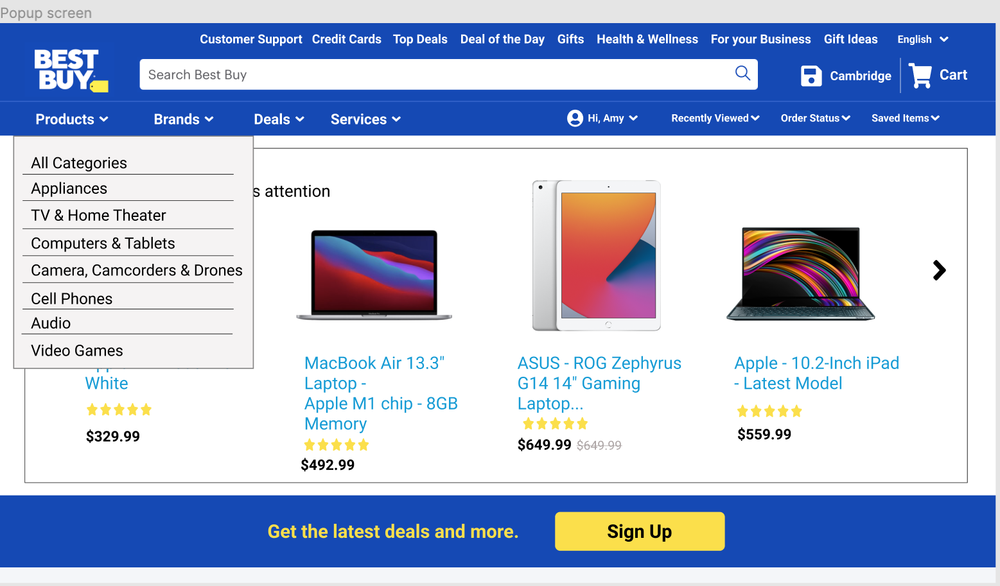 Popup screen
Customer Support Credit Cards Top Deals Deal of the Day Gifts Health & Wellness For your Business Gift Ideas English
BEST
BUY
Search Best Buy
Cambridge
Cart
Products Brands Deals Services Hi, Amy Recently Viewed Order Status Saved Items
All Categories
Appliances
TV & Home Theater
Computers & Tablets
Camera, Camcorders & Drones
Cell Phones
Audio
Video Games
s attention
White
$329.99
MacBook Air 13.3"
Laptop -
Apple M1 chip - 8GB
Memory
$492.99
ASUS - ROG Zephyrus
G14 14" Gaming
Laptop...
$649.99 $649.99
Apple - 10.2-Inch iPad
- Latest Model
$559.99
Get the latest deals and more.
Sign Up